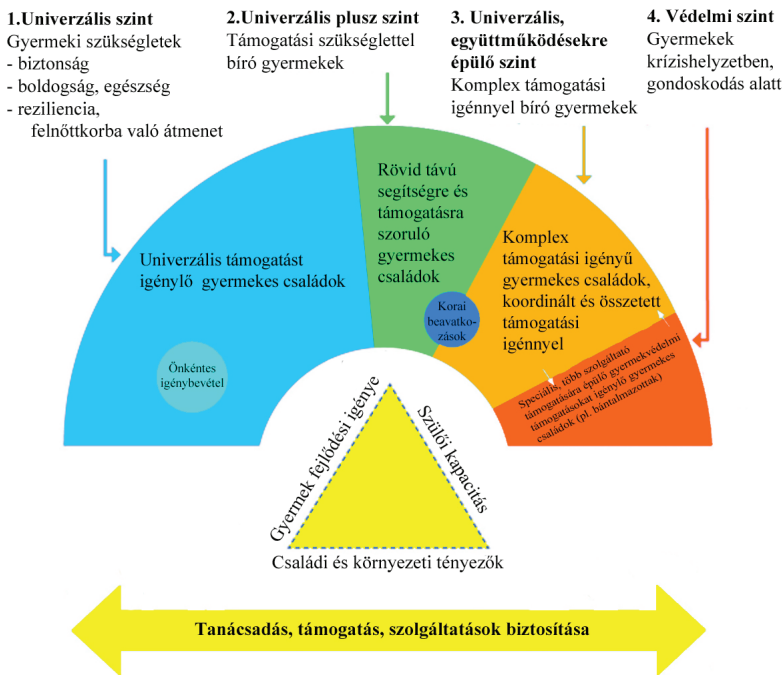 1.Univerzális szint
Gyermeki szükségletek
- biztonság
- boldogság, egészség
- reziliencia,
felnőttkorba való átmenet
2.Univerzális plusz szint
Támogatási szükséglettel
bíró gyermekek
3. Univerzális,
együttműködésekre
épülő szint
Komplex támogatási
igénnyel bíró gyermekek
4. Védelmi szint
Gyermekek
krízishelyzetben,
gondoskodás alatt
Univerzális támogatást
igénylő gyermekes családok
Önkéntes
igénybevétel
Rövid távú
segítségre és
támogatásra
szoruló
gyermekes
családok
Korai
beavatko-
zások
Komplex
támogatási igényű
gyermekes családok,
koordinált és összetett
támogatási
igénnyel
Speciális, több szolgáltató
támogatására épülő gyermekvédelmi
támogatásokat igénylő gyermekes
családok (pl. bántalmazottak)
Gyermek fejlődési igénye
Szülői kapacitás
Családi és környezeti tényezők
Tanácsadás, támogatás, szolgáltatások biztosítása